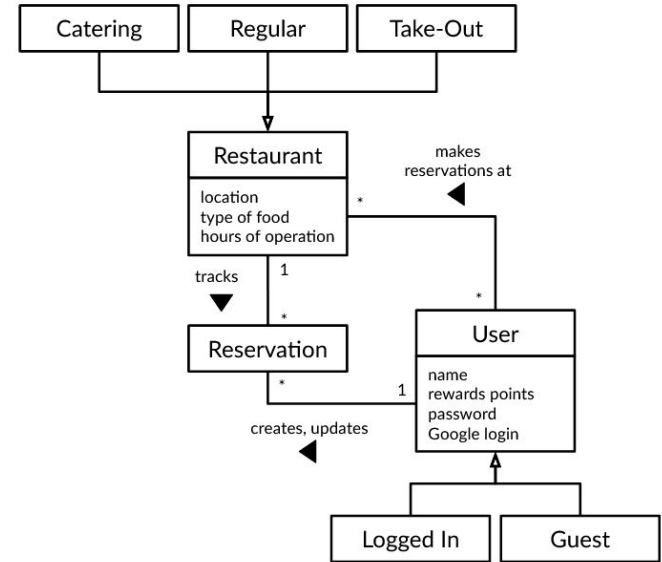 Catering
Regular
Take-Out
Restaurant
location
type of food
hours of operation
makes
reservations at
*
tracks
1
*
*
Reservation
User
name
rewards points
password
Google login
*
1
creates, updates
Logged In
Guest